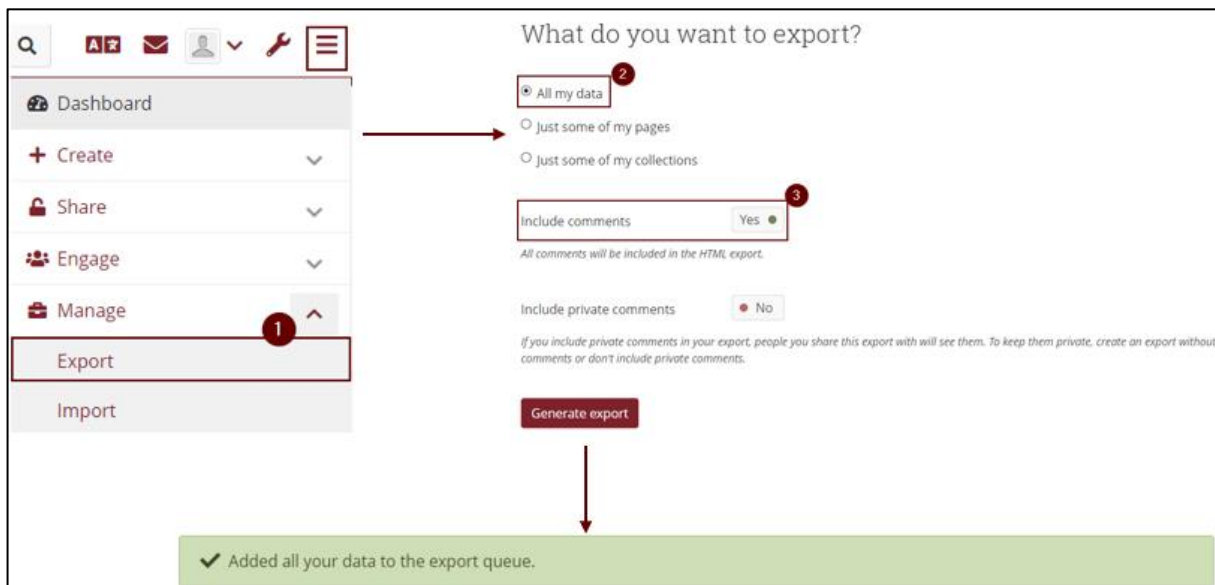 Dashboard
Create
Share
Engage
Manage
1
Export
Import
What do you want to export?
2
All my data
Just some of my pages
Just some of my collections
3
Include comments Yes
All comments will be included in the HTML export.
Include private comments No
If you include private comments in your export, people you share this export with will see them. To keep them private, create an export without
comments or don't include private comments.
Generate export
Added all your data to the export queue.